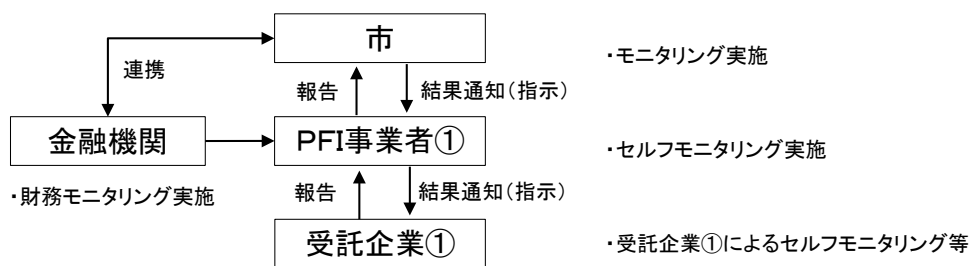 市
・モニタリング実施
連携
報告
結果通知(指示)
金融機関
PFI事業者①
・セルフモニタリング実施
・財務モニタリング実施
報告
結果通知(指示)
受託企業①
・受託企業①によるセルフモニタリング等